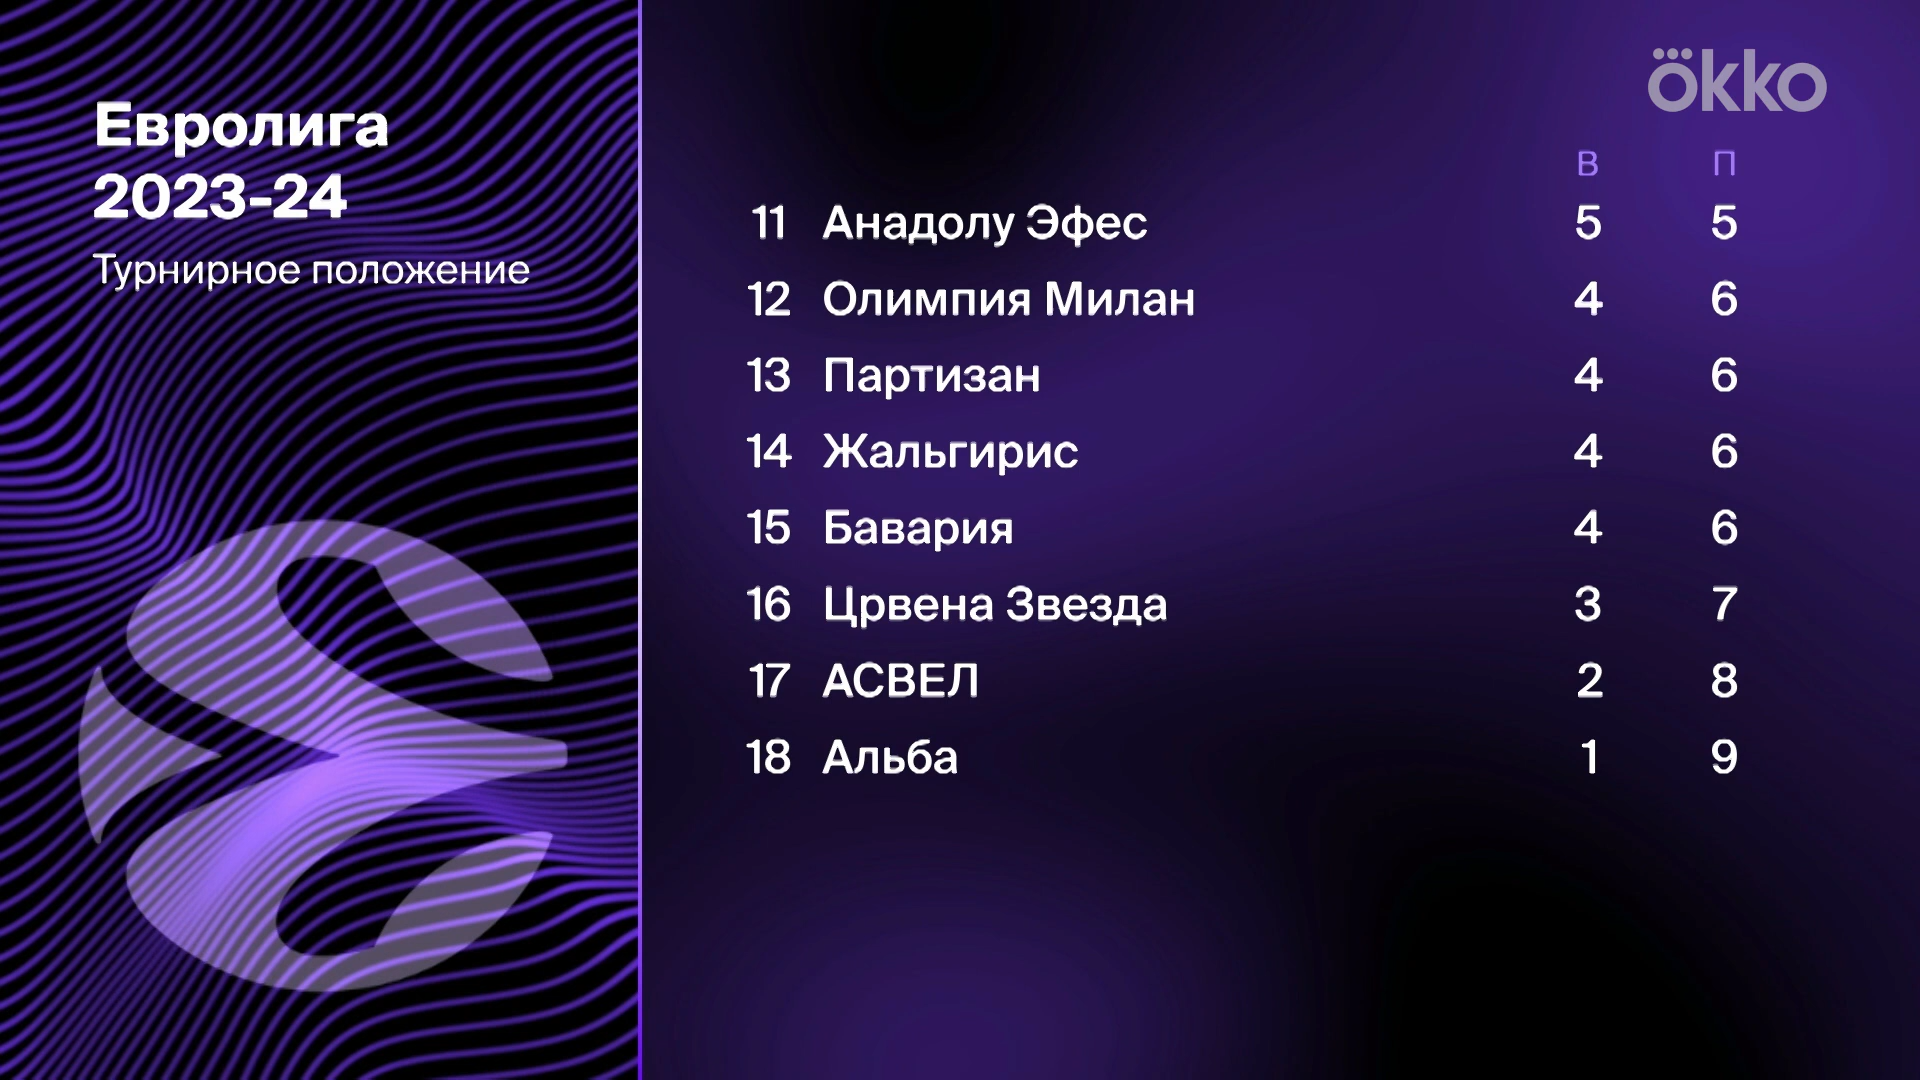 Евролига
2023-24
Турнирное положение
ökko
В П
11 Анадолу Эфес 5 5
12 Олимпия Милан 4 6
13 Партизан 4 6
14 Жальгирис 4 6
15 Бавария 4 6
16 Црвена Звезда 3 7
17 АСВЕЛ 2 8
18 Альба 1 9